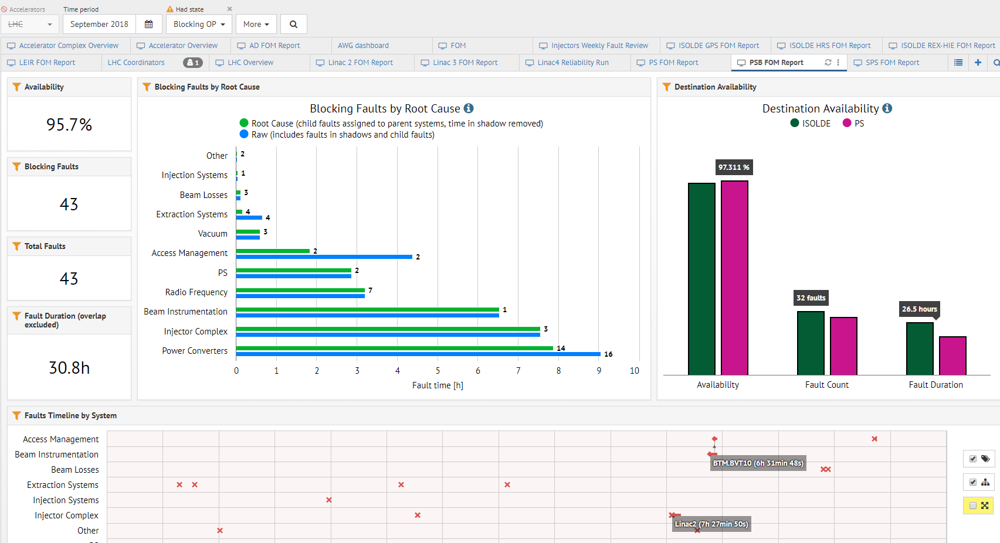 Accelerators Time period Had state
LHC September 2018 Blocking OP More
Accelerator Complex Overview Accelerator Overview AD FOM Report AWG dashboard FOM Injectors Weekly Fault Review ISOLDE GPS FOM Report ISOLDE HRS FOM Report ISOLDE REX-HIE FOM Report
LEIR FOM Report LHC Coordinators 1 LHC Overview Linac 2 FOM Report Linac 3 FOM Report Linac4 Reliability Run PS FOM Report PSB FOM Report SPS FOM Report
Availability
95.7%
Blocking Faults
43
Total Faults
43
Fault Duration (overlap
excluded)
30.8h
Blocking Faults by Root Cause
Blocking Faults by Root Cause
Root Cause (child faults assigned to parent systems, time in shadow removed)
Raw (includes faults in shadows and child faults)
Other 2
Injection Systems 1
Beam Losses 3
Extraction Systems 4
4
Vacuum 3
Access Management 2
2
PS 2
Radio Frequency 7
Beam Instrumentation 1
Injector Complex 3
Power Converters 14
16
0 1 2 3 4 5 6 7 8 9 10
Fault time [h]
Destination Availability
Destination Availability
ISOLDE PS
97.311 %
32 faults
26.5 hours
Availability Fault Count Fault Duration
Faults Timeline by System
Access Management
Beam Instrumentation
BTM.BVT10 (6h 31min 48s)
Beam Losses
Extraction Systems
Injection Systems
Injector Complex
Linac2 (7h 27min 50s)
Other